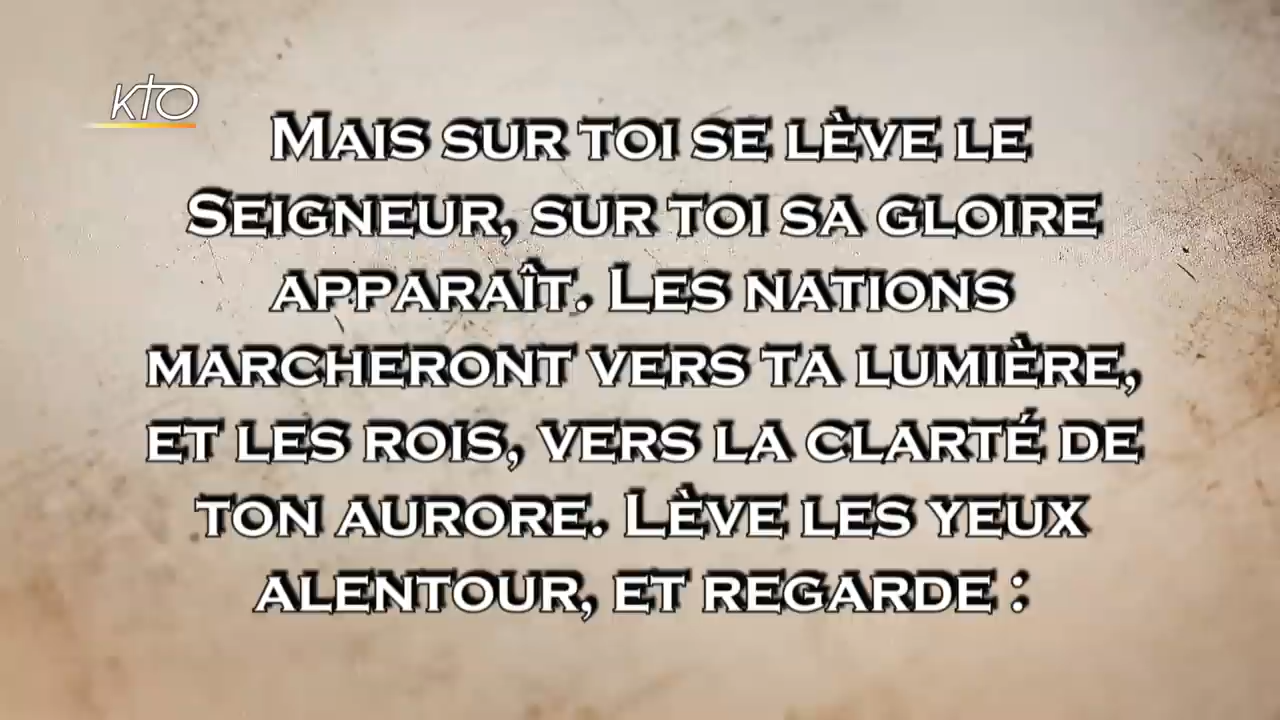 KTO
Mais sur toi se lève le
Seigneur, sur toi sa gloire
apparaît. Les nations
marcheront vers ta lumière,
et les rois, vers la clarté de
ton aurore. Lève les yeux
alentour, et regarde :